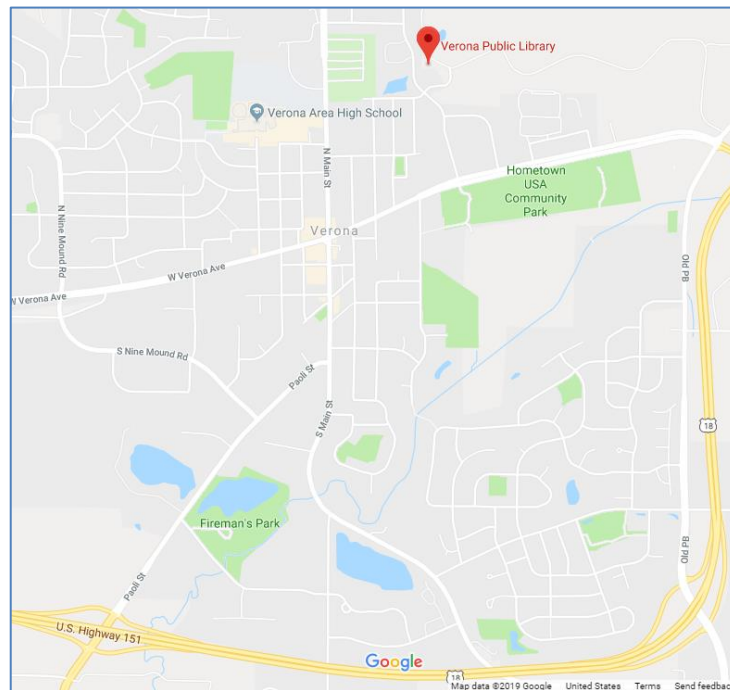 Verona Public Library
Verona Area High School
N Main St
Hometown
USA
Community
Park
Verona
N Nine Mound Rd
W Verona Ave
W Verona Ave
Old PB
S Nine Mound Rd
Paoli St
S Main St
18
Fireman's Park
Old PB
Paoli St
U.S. Highway 151
Google
18
Map data ©2019 Google United States Terms Send feedbac